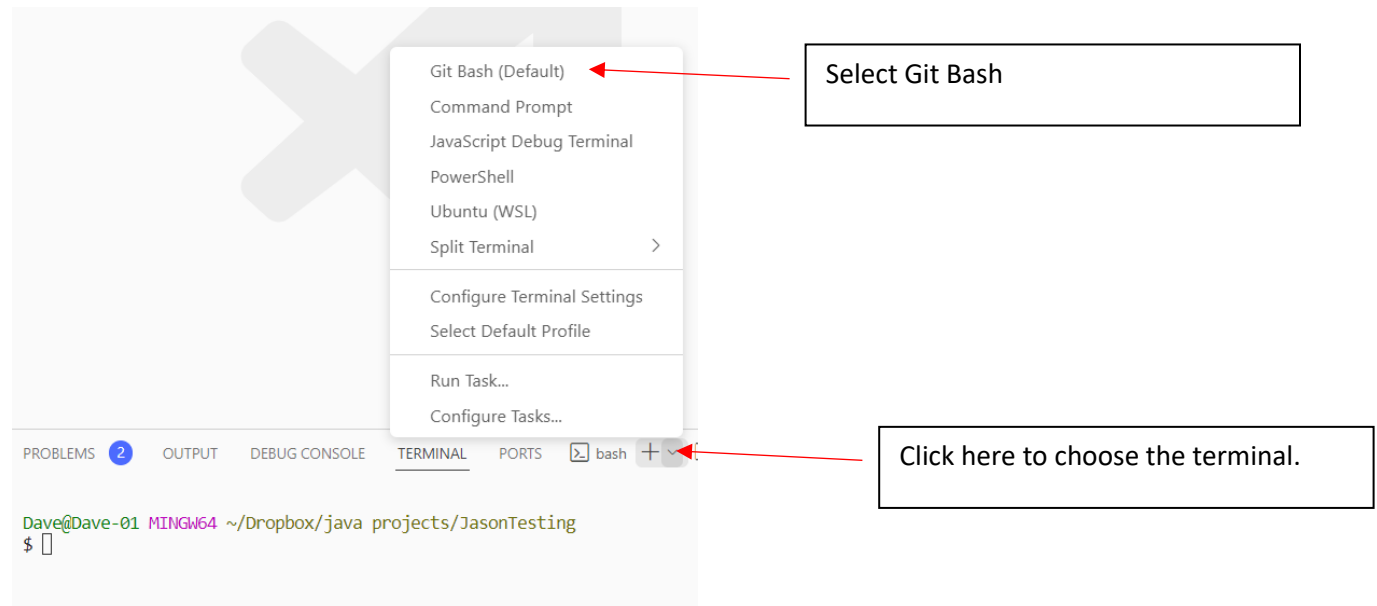 Git Bash (Default)
Select Git Bash
Command Prompt
JavaScript Debug Terminal
PowerShell
Ubuntu (WSL)
Split Terminal
Configure Terminal Settings
Select Default Profile
Run Task...
Configure Tasks...
PROBLEMS 2 OUTPUT DEBUG CONSOLE TERMINAL PORTS bash
Click here to choose the terminal.
Dave@Dave-01 MINGW64 ~/Dropbox/java projects/JasonTesting
$